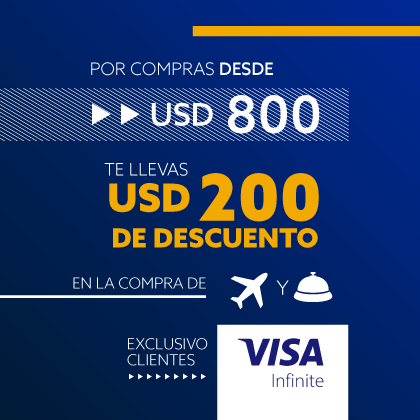 POR COMPRAS DESDE
USD 800
TE LLEVAS
USD 200
DE DESCUENTO
EN LA COMPRA DE
Y
EXCLUSIVO
CLIENTES
VISA
Infinite